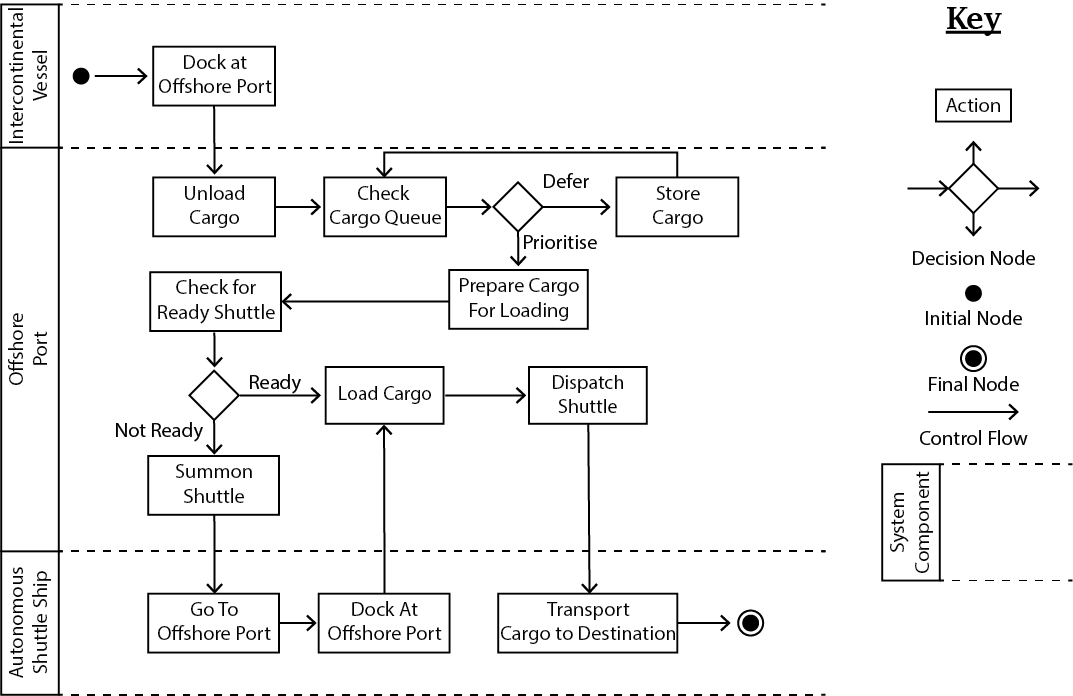 Intercontinental
Vessel
Dock at
Offshore Port
Offshore
Port
Unload
Cargo
Check
Cargo Queue
Defer
Store
Cargo
Prioritise
Check for
Ready Shuttle
Prepare Cargo
For Loading
Ready
Load Cargo
Dispatch
Shuttle
Not Ready
Summon
Shuttle
Autonomous
Shuttle Ship
Go To
Offshore Port
Dock At
Offshore Port
Transport
Cargo to Destination
Key
Action
Decision Node
Initial Node
Final Node
Control Flow
System
Component